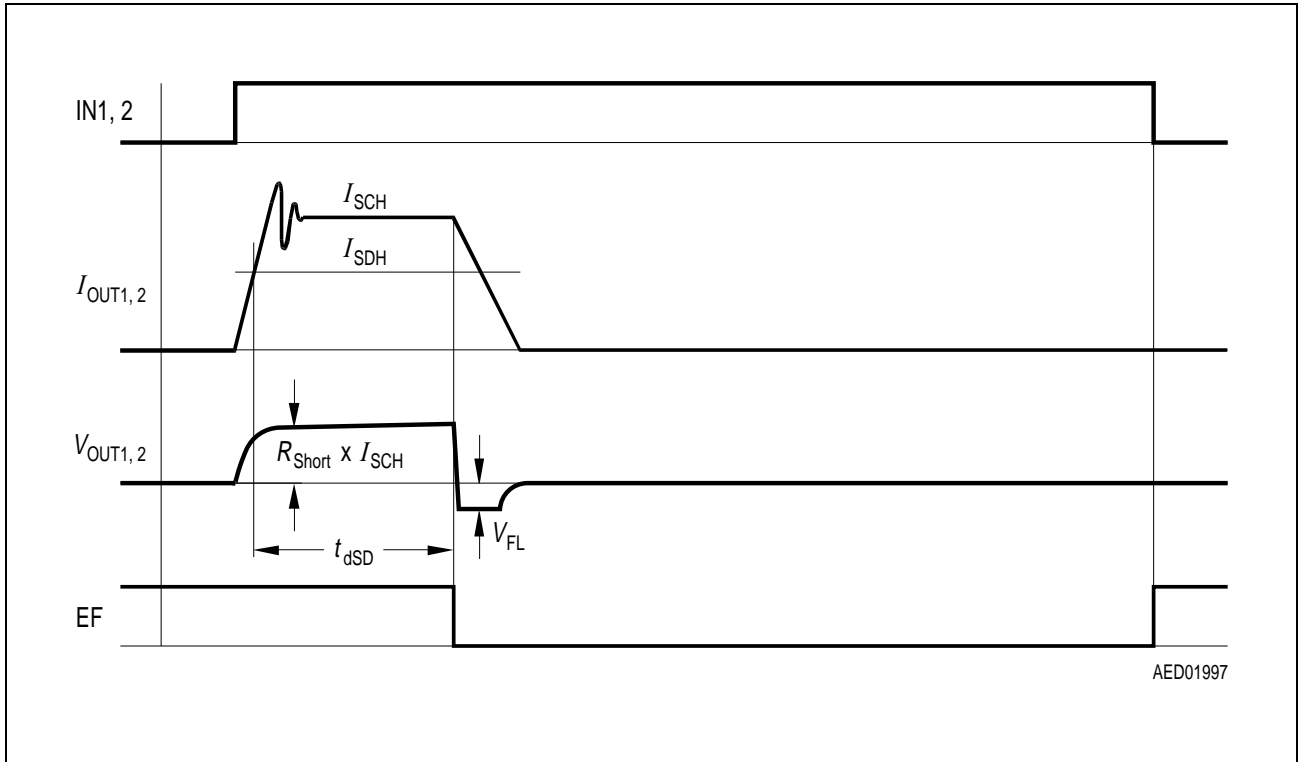 IN1, 2
I_SCH
I_SDH
I_OUT1, 2
V_OUT1, 2
R_Short x I_SCH
V_FL
t_dSD
EF
AED01997